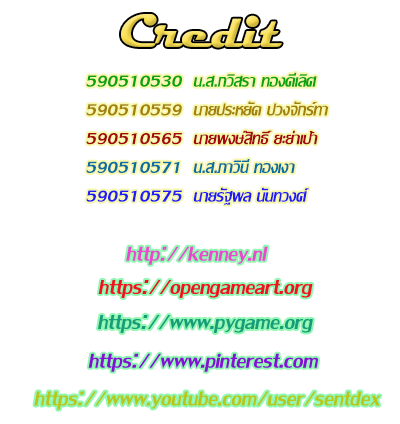 Credit
590510530 น.ส.ทวิสรา ทองดีเลิศ
590510559 นายประหยัด ปวงจักร์ทา
590510565 นายพงษ์สิทธิ์ ยะย่าเป้า
590510571 น.ส.ภาวินี ทองเงา
590510575 นายรัฐพล นันทวงศ์
http://kenney.nl
https://opengameart.org
https://www.pygame.org
https://www.pinterest.com
https://www.youtube.com/user/sentdex